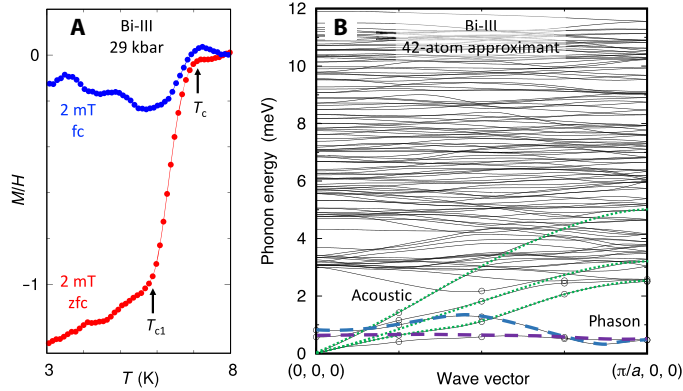 A
Bi-III
29 kbar
0
2 mT
fc
Tc
M/H
−1
2 mT
zfc
Tc1
3
T (K)
8
B
Bi-III
42-atom approximant
12
10
8
6
4
2
0
Phonon energy (meV)
Acoustic
Phason
(0, 0, 0)
Wave vector
(π/a, 0, 0)